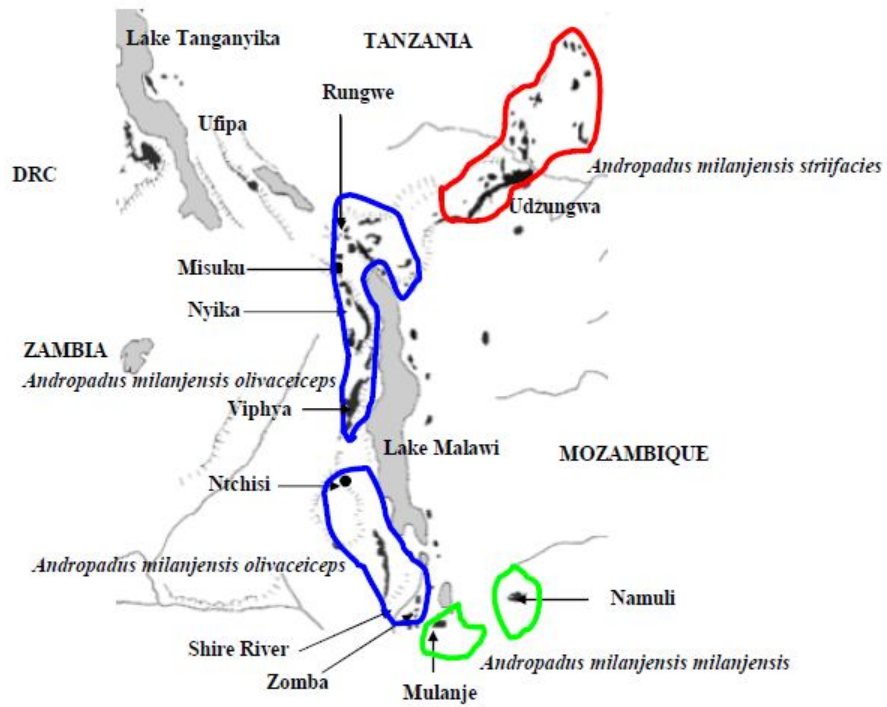 Lake Tanganyika
TANZANIA
Rungwe
Ufipa
DRC
Andropadus milanjensis striifacies
Udzungwa
Misuku
Nyika
ZAMBIA
Andropadus milanjensis olivaceiceps
Viphya
Lake Malawi
MOZAMBIQUE
Ntchisi
Andropadus milanjensis olivaceiceps
Namuli
Shire River
Andropadus milanjensis milanjensis
Zomba
Mulanje